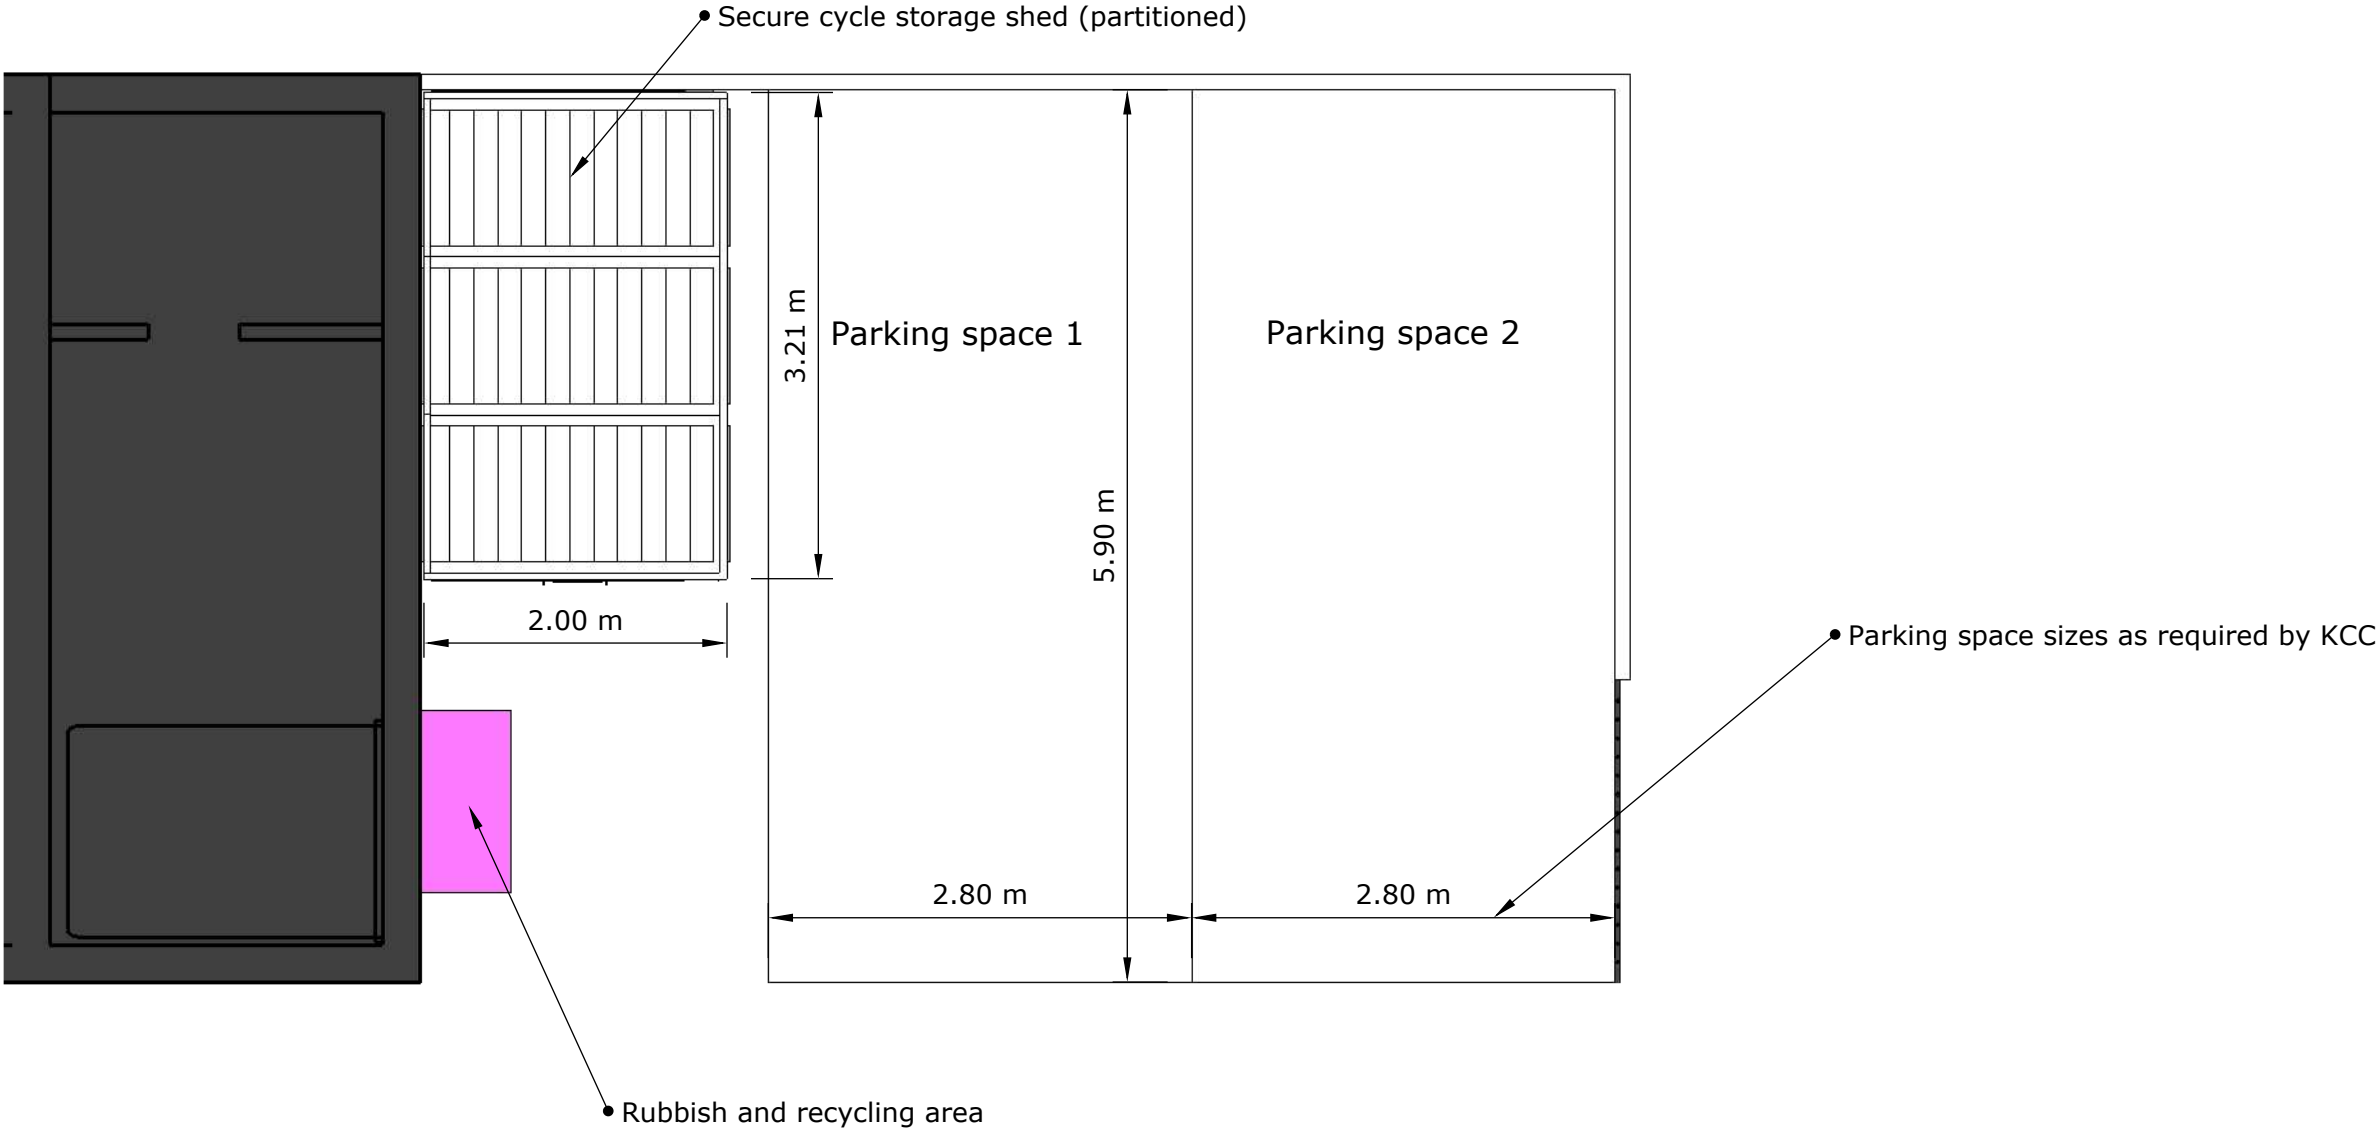 Secure cycle storage shed (partitioned)
3.21 m
Parking space 1
Parking space 2
5.90 m
2.00 m
Parking space sizes as required by KCC
2.80 m
2.80 m
Rubbish and recycling area